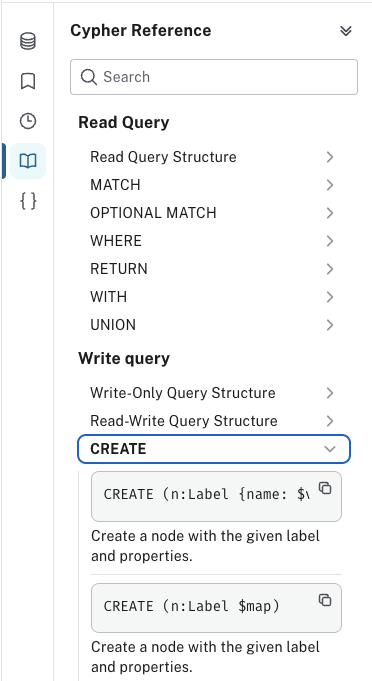 Cypher Reference
Search
Read Query
Read Query Structure
MATCH
OPTIONAL MATCH
WHERE
RETURN
WITH
UNION
Write query
Write-Only Query Structure
Read-Write Query Structure
CREATE
CREATE (n:Label {name: $
Create a node with the given label
and properties.
CREATE (n:Label $map)
Create a node with the given label
and properties.